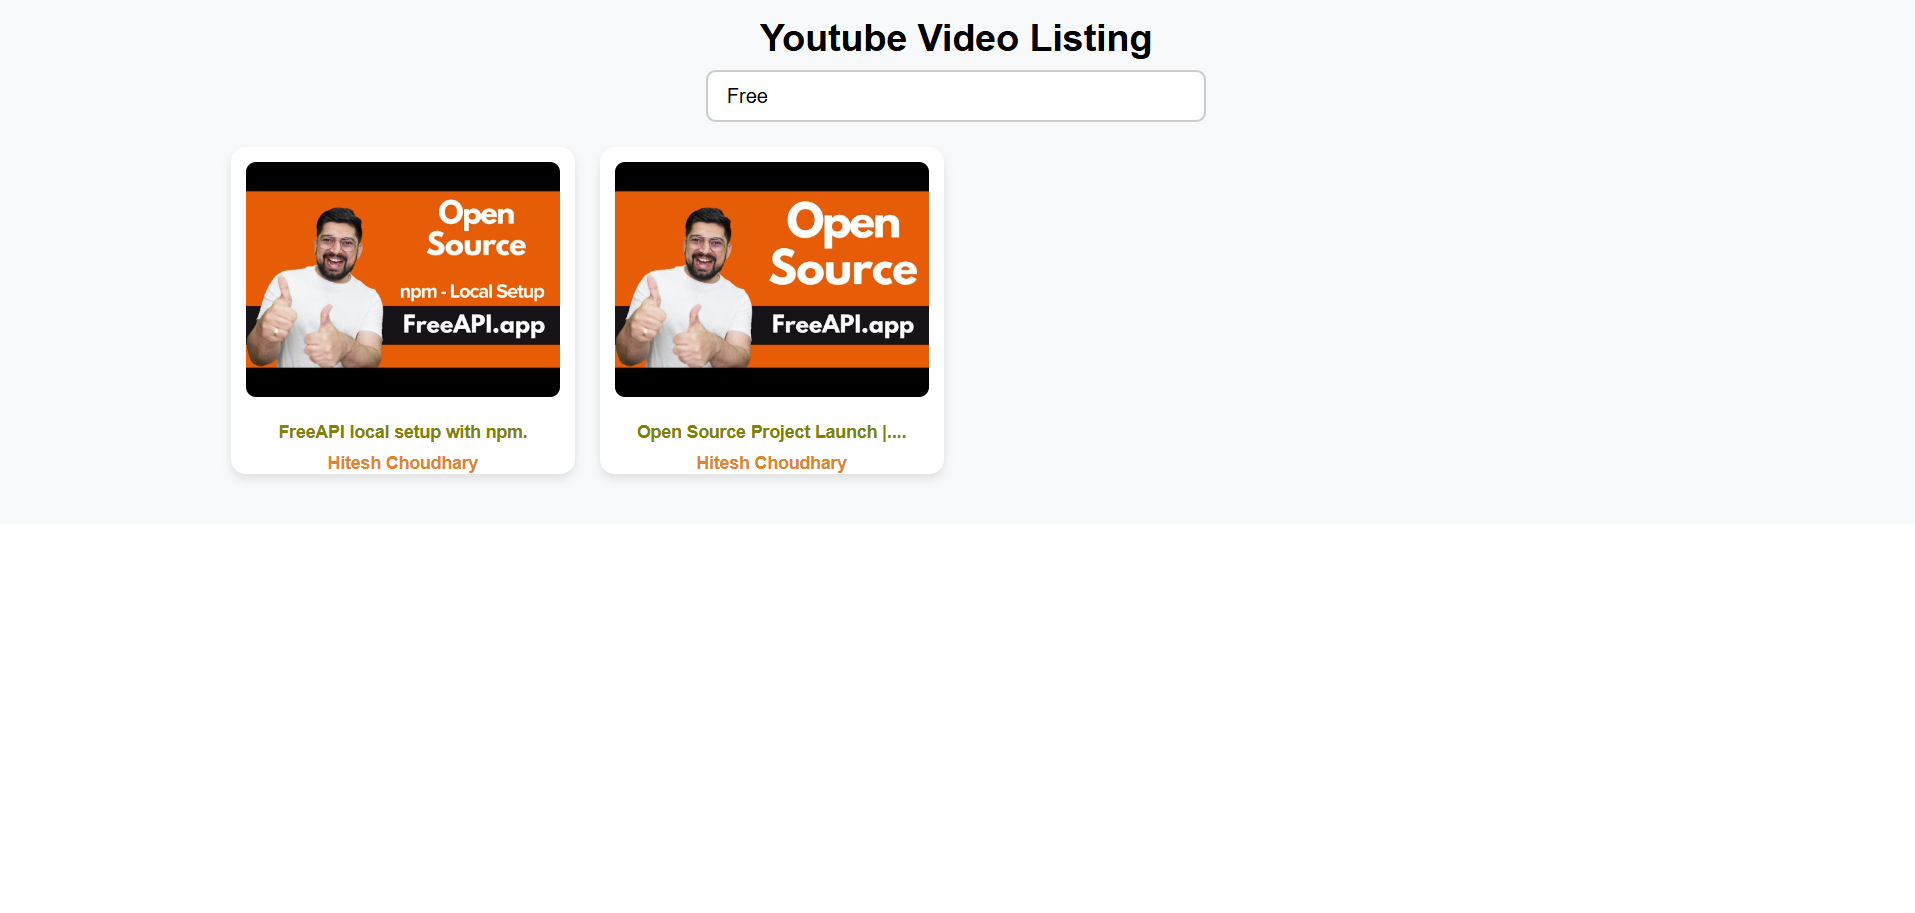 Youtube Video Listing
Free
Open
Source
npm - Local Setup
FreeAPI.app
FreeAPI local setup with npm.
Hitesh Choudhary
Open
Source
FreeAPI.app
Open Source Project Launch |....
Hitesh Choudhary